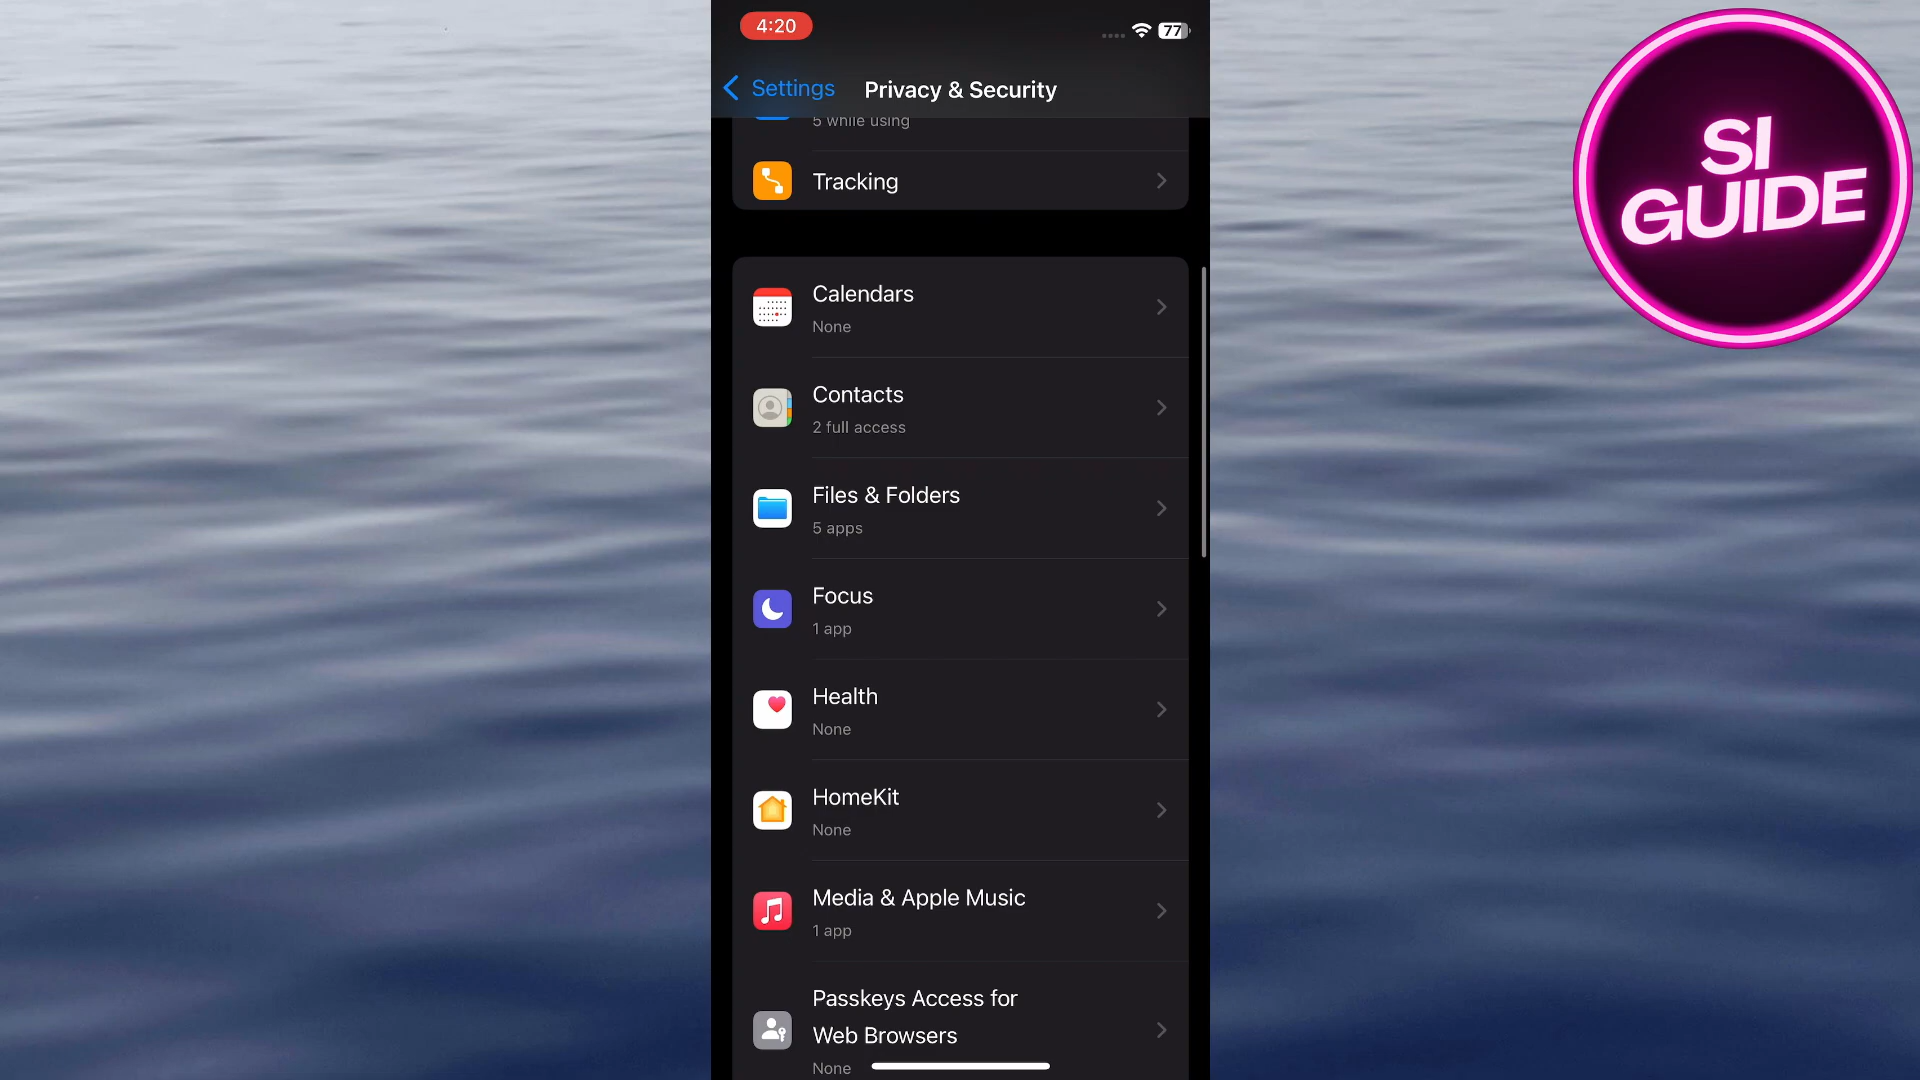 4:20
77
Settings
Privacy & Security
5 while using
Tracking
Calendars
None
Contacts
2 full access
Files & Folders
5 apps
Focus
1 app
Health
None
HomeKit
None
Media & Apple Music
1 app
Passkeys Access for
Web Browsers
None
SI
GUIDE